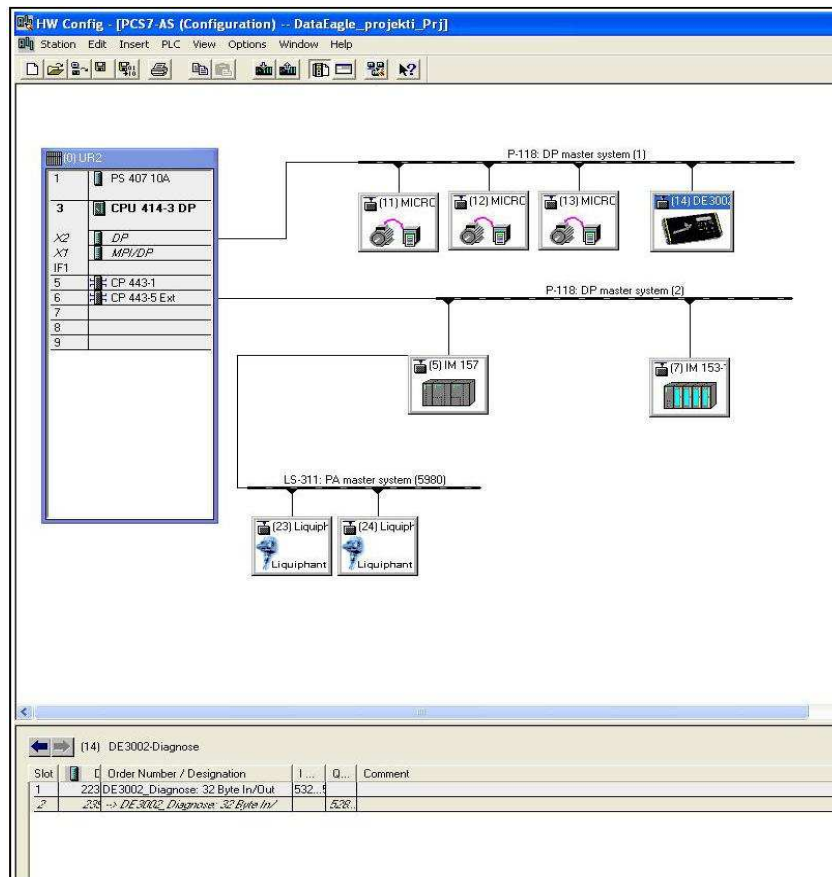 HW Config - [PCS7-AS (Configuration) -- DataEagle_projekti_Prj]
Station Edit Insert PLC View Options Window Help
(0) UR2
1 PS 407 10A
3 CPU 414-3 DP
X2 DP
X1 MPI/DP
IF1
5 CP 443-1
6 CP 443-5 Ext
7
8
9
P-118: DP master system (1)
(11) MICRO
(12) MICRO
(13) MICRO
(14) DE3002
P-118: DP master system (2)
(5) IM 157
(7) IM 153-
LS-311: PA master system (5980)
(23) Liquiph
Liquiphant
(24) Liquiph
Liquiphant
(14) DE3002-Diagnose
Slot D Order Number / Designation I ... Q... Comment
1 223 DE3002_Diagnose: 32 Byte In/Out 532...
2 --> DE3002_Diagnose: 32 Byte In/ 528...